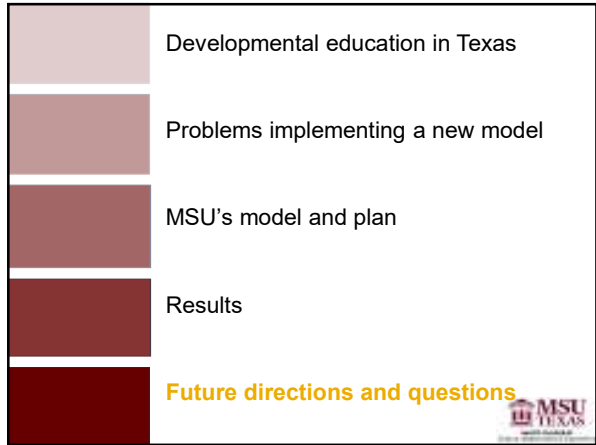 Developmental education in Texas
Problems implementing a new model
MSU's model and plan
Results
Future directions and questions
MSU
TEXAS